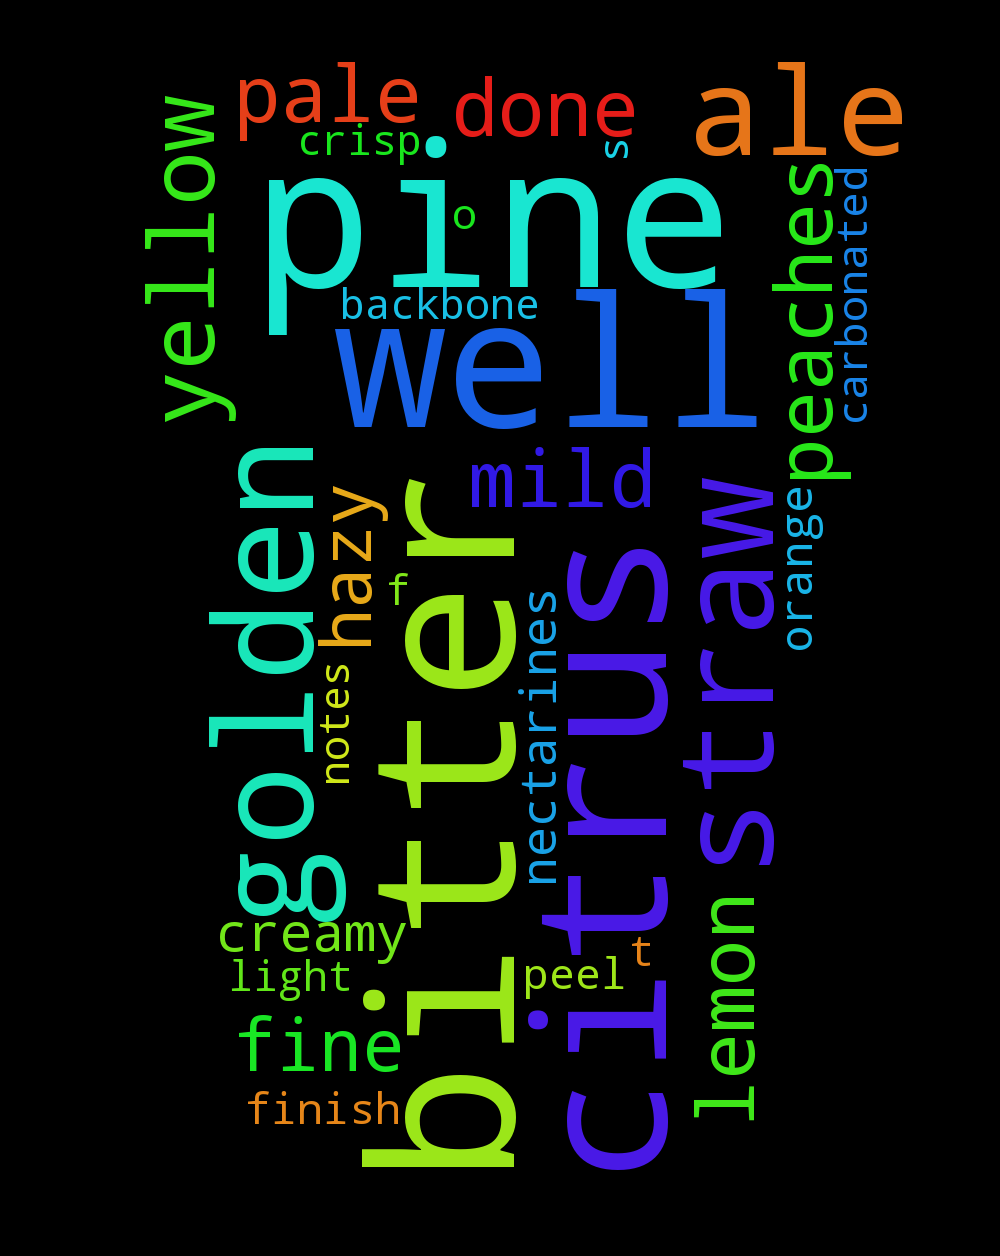 pale
done
ale
crisp
s
yellow
pine
o
peaches
carbonated
backbone
well
mild
golden
hazy
bitter
f
citrus
straw
orange
nectarines
notes
creamy
light
peel
t
lemon
fine
finish